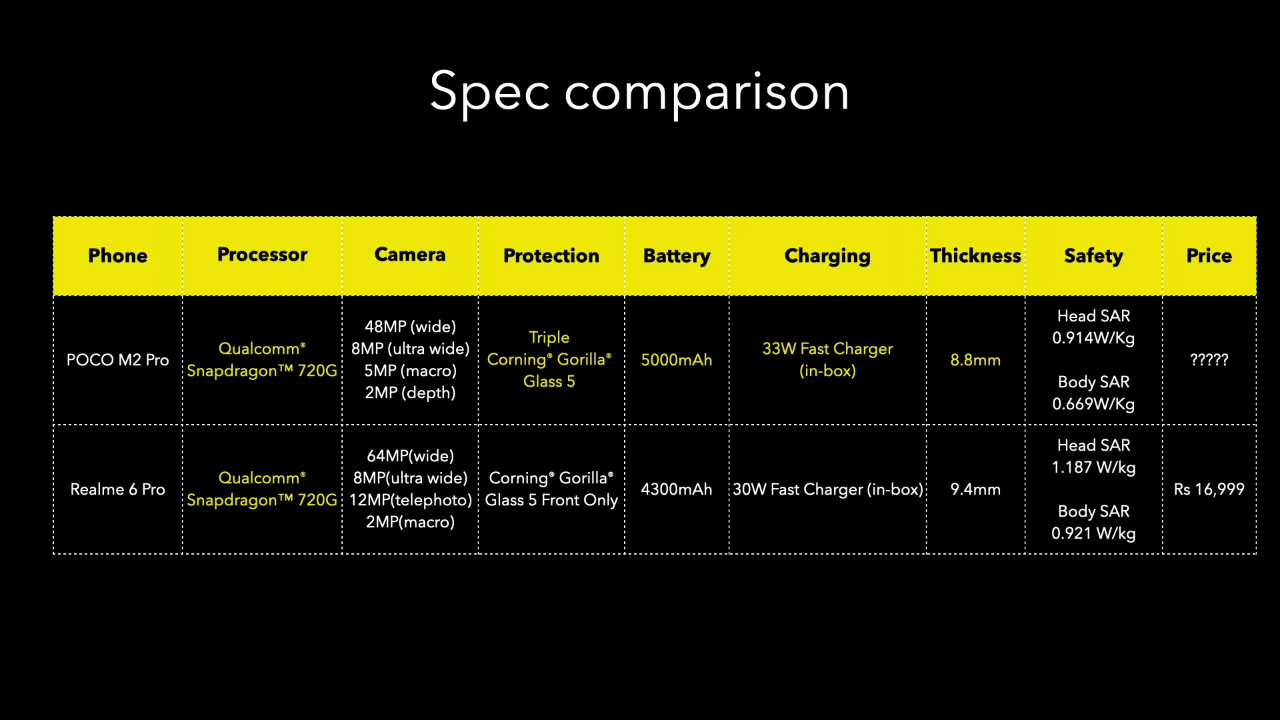 Spec comparison
Phone
Processor
Camera
Protection
Battery
Charging
Thickness
Safety
Price
POCO M2 Pro
Qualcomm®
Snapdragon™ 720G
48MP (wide)
8MP (ultra wide)
5MP (macro)
2MP (depth)
Triple
Corning® Gorilla®
Glass 5
5000mAh
33W Fast Charger
(in-box)
8.8mm
Head SAR
0.914W/Kg
Body SAR
0.669W/Kg
?????
Realme 6 Pro
Qualcomm®
Snapdragon™ 720G
64MP(wide)
8MP(ultra wide)
12MP(telephoto)
2MP(macro)
Corning® Gorilla®
Glass 5 Front Only
4300mAh
30W Fast Charger (in-box)
9.4mm
Head SAR
1.187 W/kg
Body SAR
0.921 W/kg
Rs 16,999